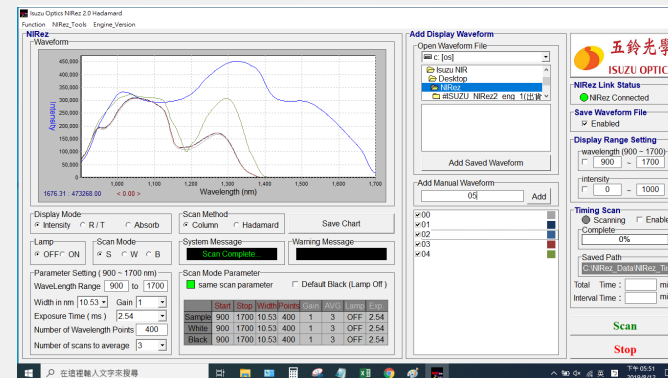 Isuzu Optics NIRez 2.0 Hadamard
Function NIRez_Tools Engine_Version
NIRez
Waveform
450,000
400,000
350,000
300,000
250,000
200,000
150,000
100,000
50,000
0
Intensity
1,000 1,100 1,200 1,300 1,400 1,500 1,600 1,700
Wavelength (nm)
1676.31 : 473268.00 < 0.00 >
Display Mode
Intensity R / T Absorb
Scan Method
Column Hadamard
Save Chart
Lamp
OFF ON
Scan Mode
S W B
System Message
Scan Complete...
Warning Message
Parameter Setting ( 900 ~ 1700 nm)
WaveLength Range 900 to 1700
Width in nm 10.53 Gain 1
Exposure Time ( ms ) 2.54
Number of Wavelength Points 400
Number of scans to average 3
Scan Mode Parameter
same scan parameter Default Black (Lamp Off )
Start Stop Width Points Gain AVG Lamp Exp.
Sample 900 1700 10.53 400 1 3 OFF 2.54
White 900 1700 10.53 400 1 3 OFF 2.54
Black 900 1700 10.53 400 1 3 OFF 2.54
Add Display Waveform
Open Waveform File
c: [os]
Isuzu NIR
Desktop
NIRez
#ISUZU_NIRez2_eng_1(出貨
Add Saved Waveform
Add Manual Waveform
05 Add
00
01
02
03
04
五鈴光學
ISUZU OPTIC
NIRez Link Status
NIRez Connected
Save Waveform File
Enabled
Display Range Setting
wavelength (900 ~ 1700)
900 ~ 1700
intensity
0 ~ 1000
Timing Scan
Scanning Enable
Complete
0%
Saved Path
C:\NIRez_Data\NIRez_Tim
Total Time : mi
Interval Time : mi
Scan
Stop
在這裡輸入文字來搜尋
英
下午 05:51